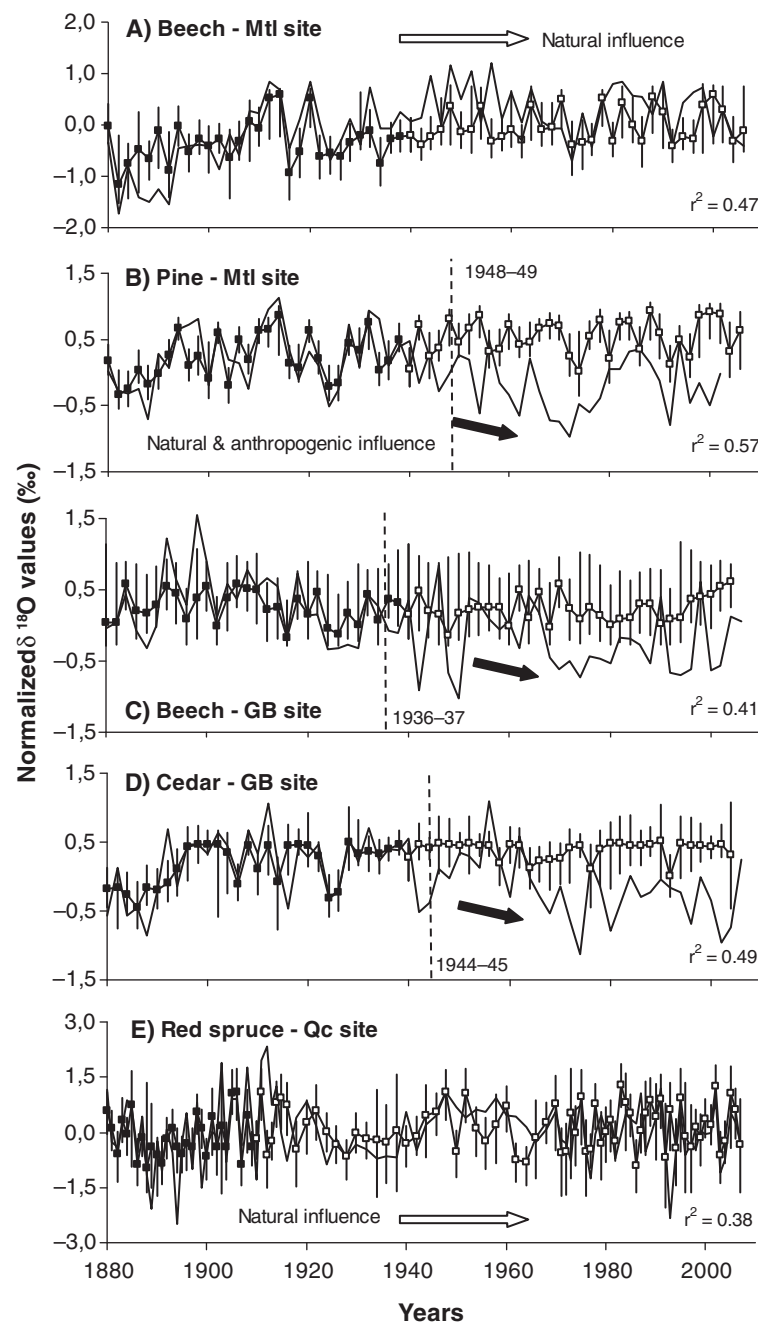 A) Beech - Mtl site
Natural influence
2,0
1,0
0,0
–1,0
–2,0
r² = 0.47
B) Pine - Mtl site
1948–49
1,5
0,5
–0,5
–1,5
Natural & anthropogenic influence
r² = 0.57
Normalized δ ¹⁸O values (‰)
1,5
0,5
–0,5
–1,5
C) Beech - GB site
1936–37
r² = 0.41
D) Cedar - GB site
1,5
0,5
–0,5
–1,5
1944–45
r² = 0.49
E) Red spruce - Qc site
3,0
1,5
0,0
–1,5
–3,0
Natural influence
r² = 0.38
1880 1900 1920 1940 1960 1980 2000
Years